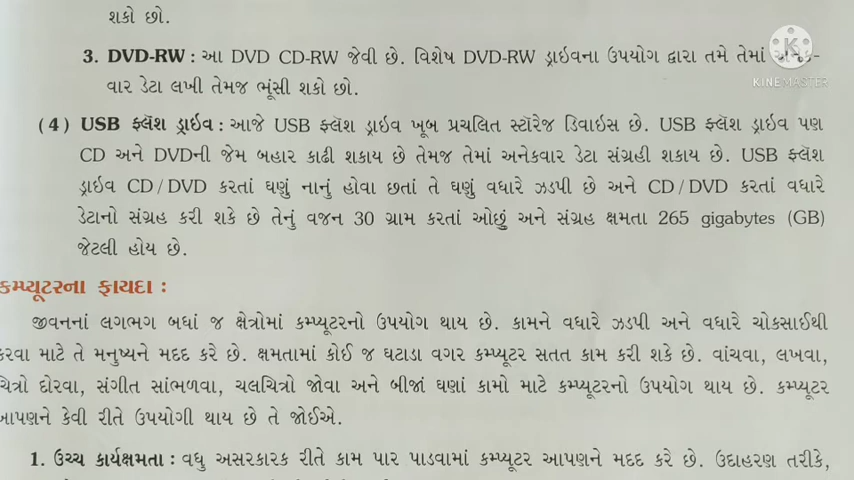 શકો છો.
3. DVD-RW : આ DVD CD-RW જેવી છે. વિશેષ DVD-RW ડ્રાઇવના ઉપયોગ દ્વારા તમે તેમાં અનેક-
વાર ડેટા લખી તેમજ ભૂંસી શકો છો.
KINEMASTER
(4) USB ફ્લૅશ ડ્રાઇવ : આજે USB ફ્લૅશ ડ્રાઇવ ખૂબ પ્રચલિત સ્ટૉરેજ ડિવાઇસ છે. USB ફ્લૅશ ડ્રાઇવ પણ
CD અને DVDની જેમ બહાર કાઢી શકાય છે તેમજ તેમાં અનેકવાર ડેટા સંગ્રહી શકાય છે. USB ફ્લૅશ
ડ્રાઇવ CD/DVD કરતાં ઘણું નાનું હોવા છતાં તે ઘણું વધારે ઝડપી છે અને CD/DVD કરતાં વધારે
ડેટાનો સંગ્રહ કરી શકે છે તેનું વજન 30 ગ્રામ કરતાં ઓછું અને સંગ્રહ ક્ષમતા 265 gigabytes (GB)
જેટલી હોય છે.
કમ્પ્યૂટરના ફાયદા :
જીવનનાં લગભગ બધાં જ ક્ષેત્રોમાં કમ્પ્યૂટરનો ઉપયોગ થાય છે. કામને વધારે ઝડપી અને વધારે ચોકસાઈથી
કરવા માટે તે મનુષ્યને મદદ કરે છે. ક્ષમતામાં કોઈ જ ઘટાડા વગર કમ્પ્યૂટર સતત કામ કરી શકે છે. વાંચવા, લખવા,
ચિત્રો દોરવા, સંગીત સાંભળવા, ચલચિત્રો જોવા અને બીજાં ઘણાં કામો માટે કમ્પ્યૂટરનો ઉપયોગ થાય છે. કમ્પ્યૂટર
આપણને કેવી રીતે ઉપયોગી થાય છે તે જોઈએ.
1. ઉચ્ચ કાર્યક્ષમતા : વધુ અસરકારક રીતે કામ પાર પાડવામાં કમ્પ્યૂટર આપણને મદદ કરે છે. ઉદાહરણ તરીકે,